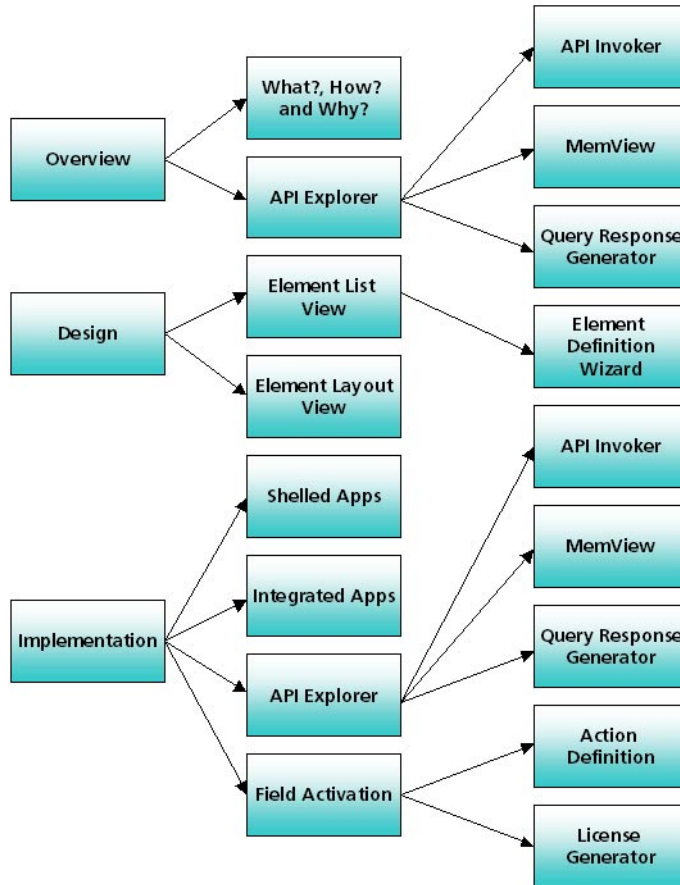 Overview
What?, How?
and Why?
API Explorer
API Invoker
MemView
Query Response
Generator
Design
Element List
View
Element Layout
View
Element
Definition
Wizard
Implementation
Shelled Apps
Integrated Apps
API Explorer
Field Activation
API Invoker
MemView
Query Response
Generator
Action
Definition
License
Generator